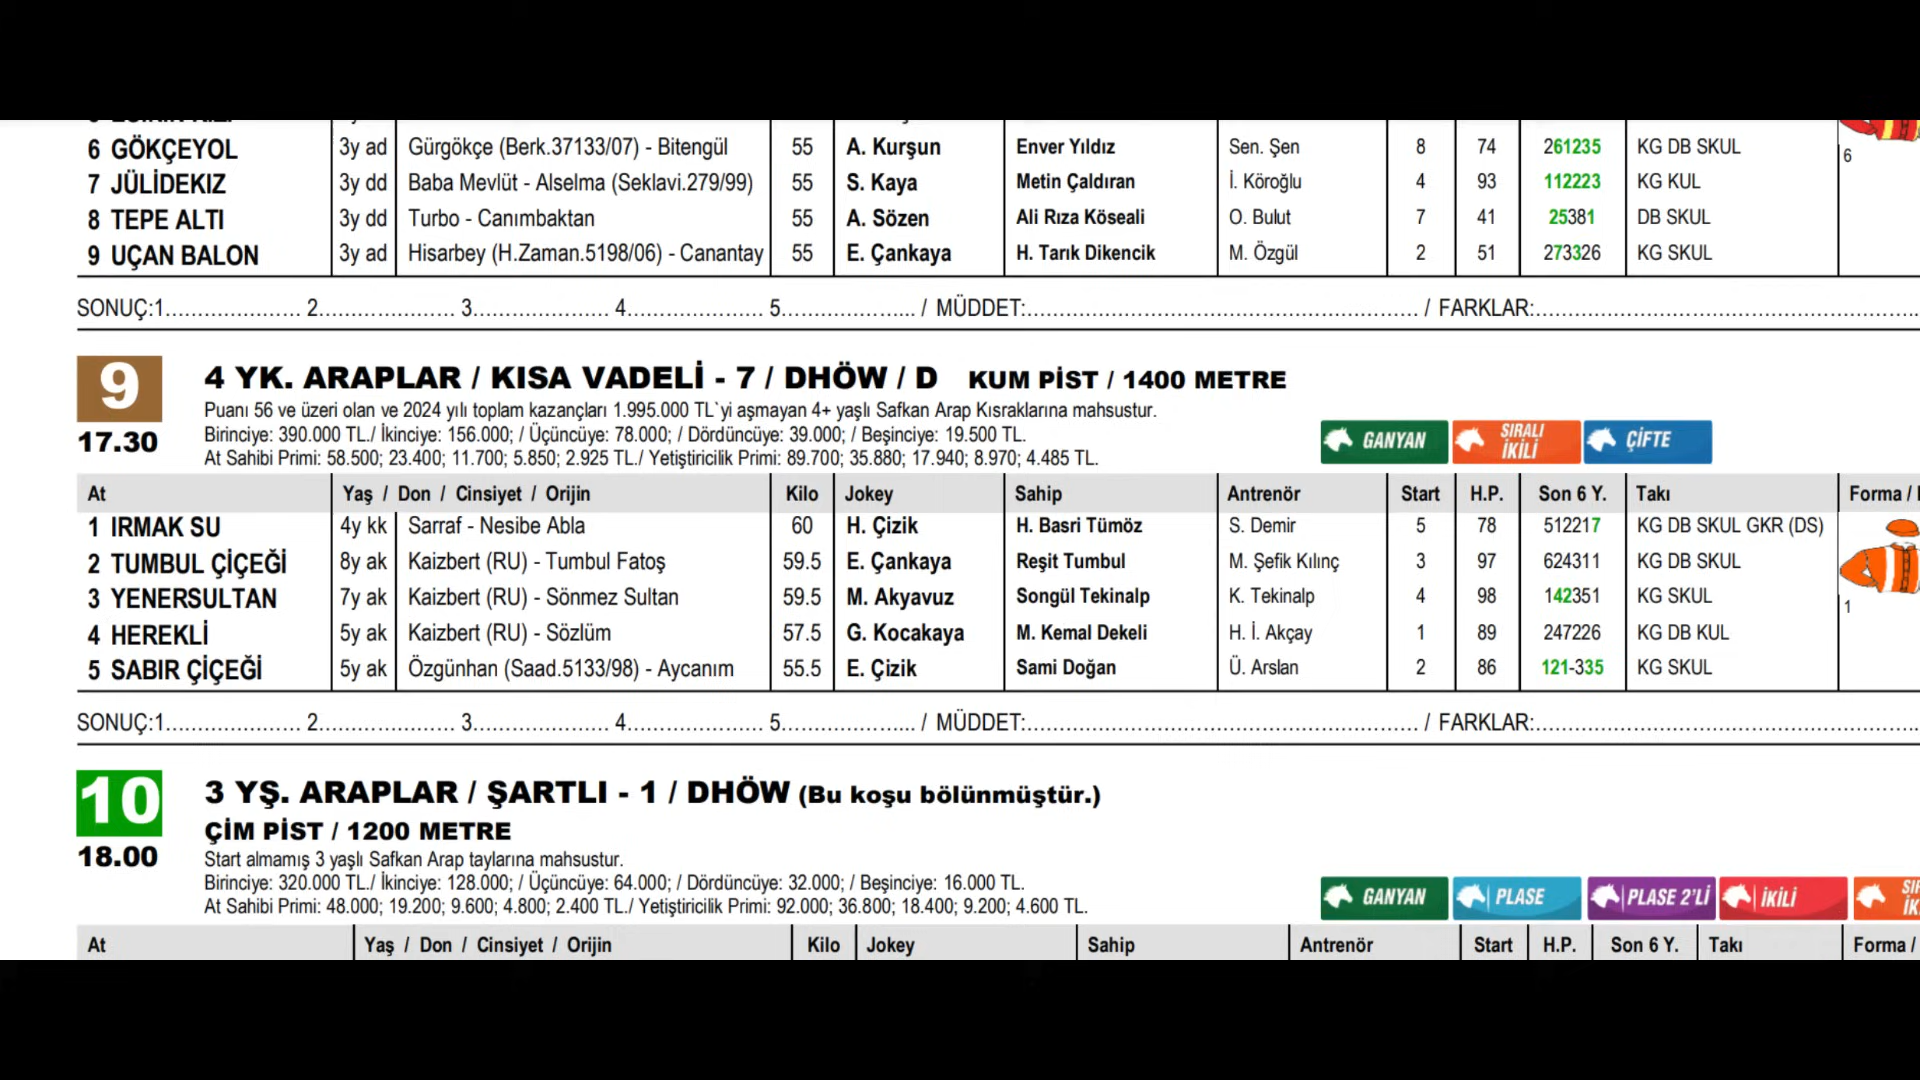 6 GÖKÇEYOL 3y ad Gürgökçe (Berk.37133/07) - Bitengül 55 A. Kurşun Enver Yıldız Sen. Şen 8 74 261235 KG DB SKUL
7 JÜLİDEKIZ 3y dd Baba Mevlüt - Alselma (Seklavi.279/99) 55 S. Kaya Metin Çaldıran İ. Köroğlu 4 93 112223 KG KUL
8 TEPE ALTI 3y dd Turbo - Canımbaktan 55 A. Sözen Ali Rıza Köseali O. Bulut 7 41 25381 DB SKUL
9 UÇAN BALON 3y ad Hisarbey (H.Zaman.5198/06) - Canantay 55 E. Çankaya H. Tarık Dikencik M. Özgül 2 51 273326 KG SKUL
6
SONUÇ:1..................... 2..................... 3..................... 4..................... 5..................... / MÜDDET:............................................................. / FARKLAR:............................................................
9 4 YK. ARAPLAR / KISA VADELİ - 7 / DHÖW / D KUM PİST / 1400 METRE
17.30
Puanı 56 ve üzeri olan ve 2024 yılı toplam kazançları 1.995.000 TL`yi aşmayan 4+ yaşlı Safkan Arap Kısraklarına mahsustur.
Birinciye: 390.000 TL./ İkinciye: 156.000; / Üçüncüye: 78.000; / Dördüncüye: 39.000; / Beşinciye: 19.500 TL.
At Sahibi Primi: 58.500; 23.400; 11.700; 5.850; 2.925 TL./ Yetiştiricilik Primi: 89.700; 35.880; 17.940; 8.970; 4.485 TL.
GANYAN SIRALI İKİLİ ÇİFTE
At Yaş / Don / Cinsiyet / Orijin Kilo Jokey Sahip Antrenör Start H.P. Son 6 Y. Takı Forma /
1 IRMAK SU 4y kk Sarraf - Nesibe Abla 60 H. Çizik H. Basri Tümöz S. Demir 5 78 512217 KG DB SKUL GKR (DS)
2 TUMBUL ÇİÇEĞİ 8y ak Kaizbert (RU) - Tumbul Fatoş 59.5 E. Çankaya Reşit Tumbul M. Şefik Kılınç 3 97 624311 KG DB SKUL
3 YENERSULTAN 7y ak Kaizbert (RU) - Sönmez Sultan 59.5 M. Akyavuz Songül Tekinalp K. Tekinalp 4 98 142351 KG SKUL
4 HEREKLİ 5y ak Kaizbert (RU) - Sözlüm 57.5 G. Kocakaya M. Kemal Dekeli H. İ. Akçay 1 89 247226 KG DB KUL
5 SABIR ÇİÇEĞİ 5y ak Özgünhan (Saad.5133/98) - Aycanım 55.5 E. Çizik Sami Doğan Ü. Arslan 2 86 121-335 KG SKUL
1
SONUÇ:1..................... 2..................... 3..................... 4..................... 5..................... / MÜDDET:............................................................. / FARKLAR:............................................................
10 3 YŞ. ARAPLAR / ŞARTLI - 1 / DHÖW (Bu koşu bölünmüştür.)
ÇİM PİST / 1200 METRE
18.00
Start almamış 3 yaşlı Safkan Arap taylarına mahsustur.
Birinciye: 320.000 TL./ İkinciye: 128.000; / Üçüncüye: 64.000; / Dördüncüye: 32.000; / Beşinciye: 16.000 TL.
At Sahibi Primi: 48.000; 19.200; 9.600; 4.800; 2.400 TL./ Yetiştiricilik Primi: 92.000; 36.800; 18.400; 9.200; 4.600 TL.
GANYAN PLASE PLASE 2'Lİ İKİLİ
At Yaş / Don / Cinsiyet / Orijin Kilo Jokey Sahip Antrenör Start H.P. Son 6 Y. Takı Forma /